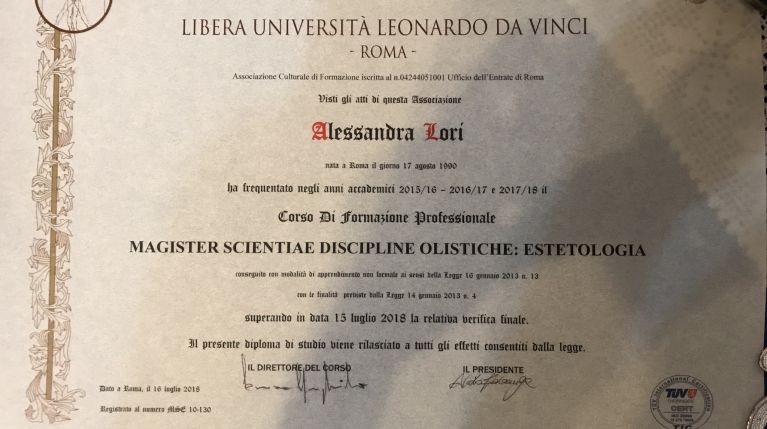 LIBERA UNIVERSITÀ LEONARDO DA VINCI
- ROMA -
Associazione Culturale di Formazione iscritta al n.04244051001 Ufficio dell'Entrate di Roma
Visti gli atti di questa Associazione
Alessandra Lori
nata a Roma il giorno 17 agosto 1990
ha frequentato negli anni accademici 2015/16 - 2016/17 e 2017/18 il
Corso Di Formazione Professionale
MAGISTER SCIENTIAE DISCIPLINE OLISTICHE: ESTETOLOGIA
conseguito con modalità di apprendimento non formale ai sensi della Legge 16 gennaio 2013 n. 13
con le finalità previste dalla Legge 14 gennaio 2013 n. 4
superando in data 15 luglio 2018 la relativa verifica finale.
Il presente diploma di studio viene rilasciato a tutti gli effetti consentiti dalla legge.
IL DIRETTORE DEL CORSO
IL PRESIDENTE
Dato a Roma, il 16 luglio 2018
Registrato al numero MSE 10-130
TÜV
CERT
TIC